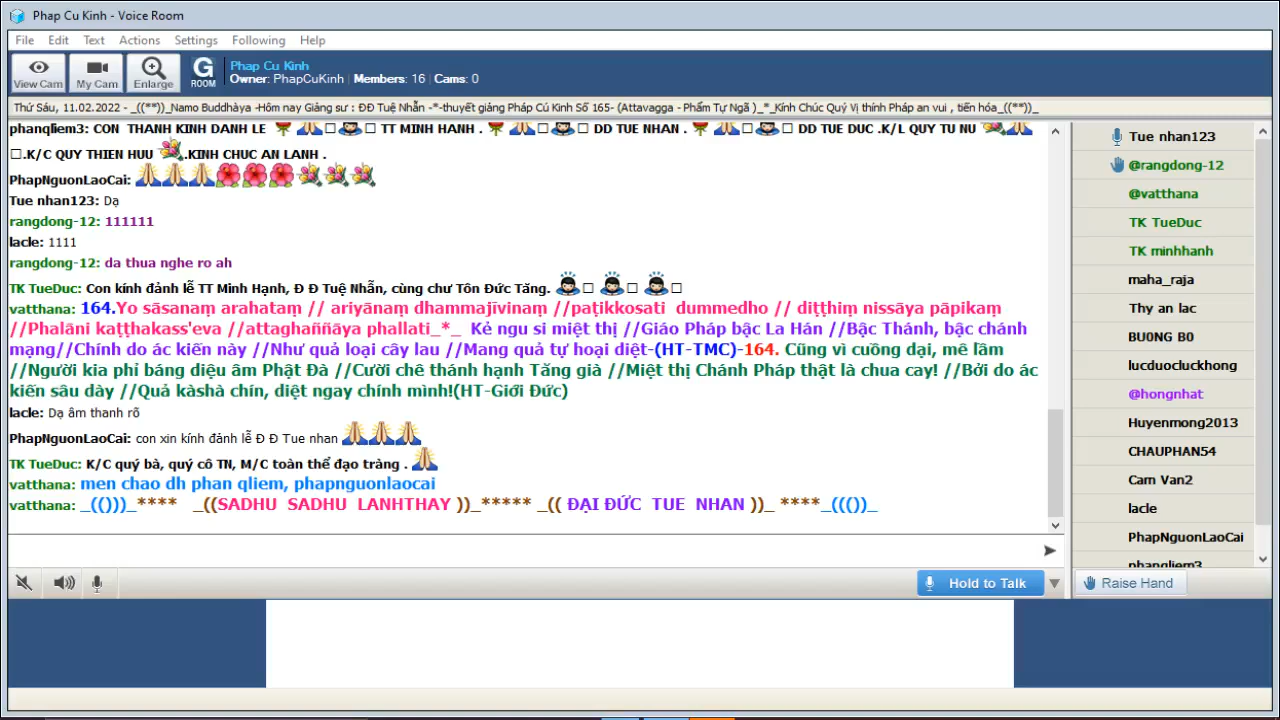 Phap Cu Kinh - Voice Room
File Edit Text Actions Settings Following Help
View Cam My Cam Enlarge G ROOM
Phap Cu Kinh
Owner: PhapCuKinh | Members: 16 | Cams: 0
Thứ Sáu, 11.02.2022 - _((**))_Namo Buddhàya -Hôm nay Giảng sư : ĐĐ Tuệ Nhẫn -*-thuyết giảng Pháp Cú Kinh Số 165- (Attavagga - Phẩm Tự Ngã )_*_Kính Chúc Quý Vị thính Pháp an vui , tiến hóa_((**))_
phanqliem3: CON THANH KINH DANH LE TT MINH HANH . DD TUE NHAN . DD TUE DUC .K/L QUY TU NU
.K/C QUY THIEN HUU .KINH CHUC AN LANH .
PhapNguonLaoCai:
Tue nhan123: Dạ
rangdong-12: 111111
lacle: 1111
rangdong-12: da thua nghe ro ah
TK TueDuc: Con kính đảnh lễ TT Minh Hạnh, Đ Đ Tuệ Nhẫn, cùng chư Tôn Đức Tăng.
vatthana: 164.Yo sāsanaṃ arahataṃ // ariyānaṃ dhammajīvinaṃ //paṭikkosati dummedho // diṭṭhiṃ nissāya pāpikaṃ
//Phalāni kaṭṭhakass'eva //attaghaññāya phallati_*_ Kẻ ngu si miệt thị //Giáo Pháp bậc La Hán //Bậc Thánh, bậc chánh
mạng//Chính do ác kiến này //Như quả loại cây lau //Mang quả tự hoại diệt-(HT-TMC)-164. Cũng vì cuồng dại, mê lầm
//Người kia phỉ báng diệu âm Phật Đà //Cười chê thánh hạnh Tăng già //Miệt thị Chánh Pháp thật là chua cay! //Bởi do ác
kiến sâu dày //Quả kàshà chín, diệt ngay chính mình!(HT-Giới Đức)
lacle: Dạ âm thanh rõ
PhapNguonLaoCai: con xin kính đảnh lễ Đ Đ Tue nhan
TK TueDuc: K/C quý bà, quý cô TN, M/C toàn thể đạo tràng .
vatthana: men chao dh phan qliem, phapnguonlaocai
vatthana: _(()))_**** _((SADHU SADHU LANHTHAY ))_***** _(( ĐẠI ĐỨC TUE NHAN ))_ ****_((())_
Hold to Talk
Tue nhan123
@rangdong-12
@vatthana
TK TueDuc
TK minhhanh
maha_raja
Thy an lac
BU0NG B0
lucduocluckhong
@hongnhat
Huyenmong2013
CHAUPHAN54
Cam Van2
lacle
PhapNguonLaoCai
phanqliem3
Raise Hand